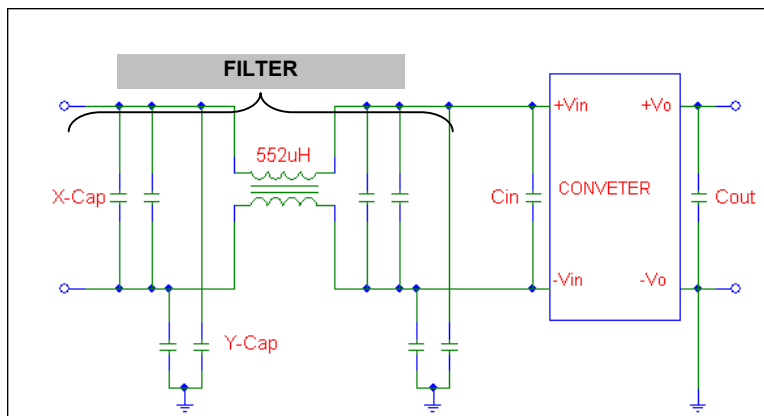 FILTER
+Vin
+Vo
552uH
X-Cap
Cin
CONVETER
Cout
-Vin
-Vo
Y-Cap